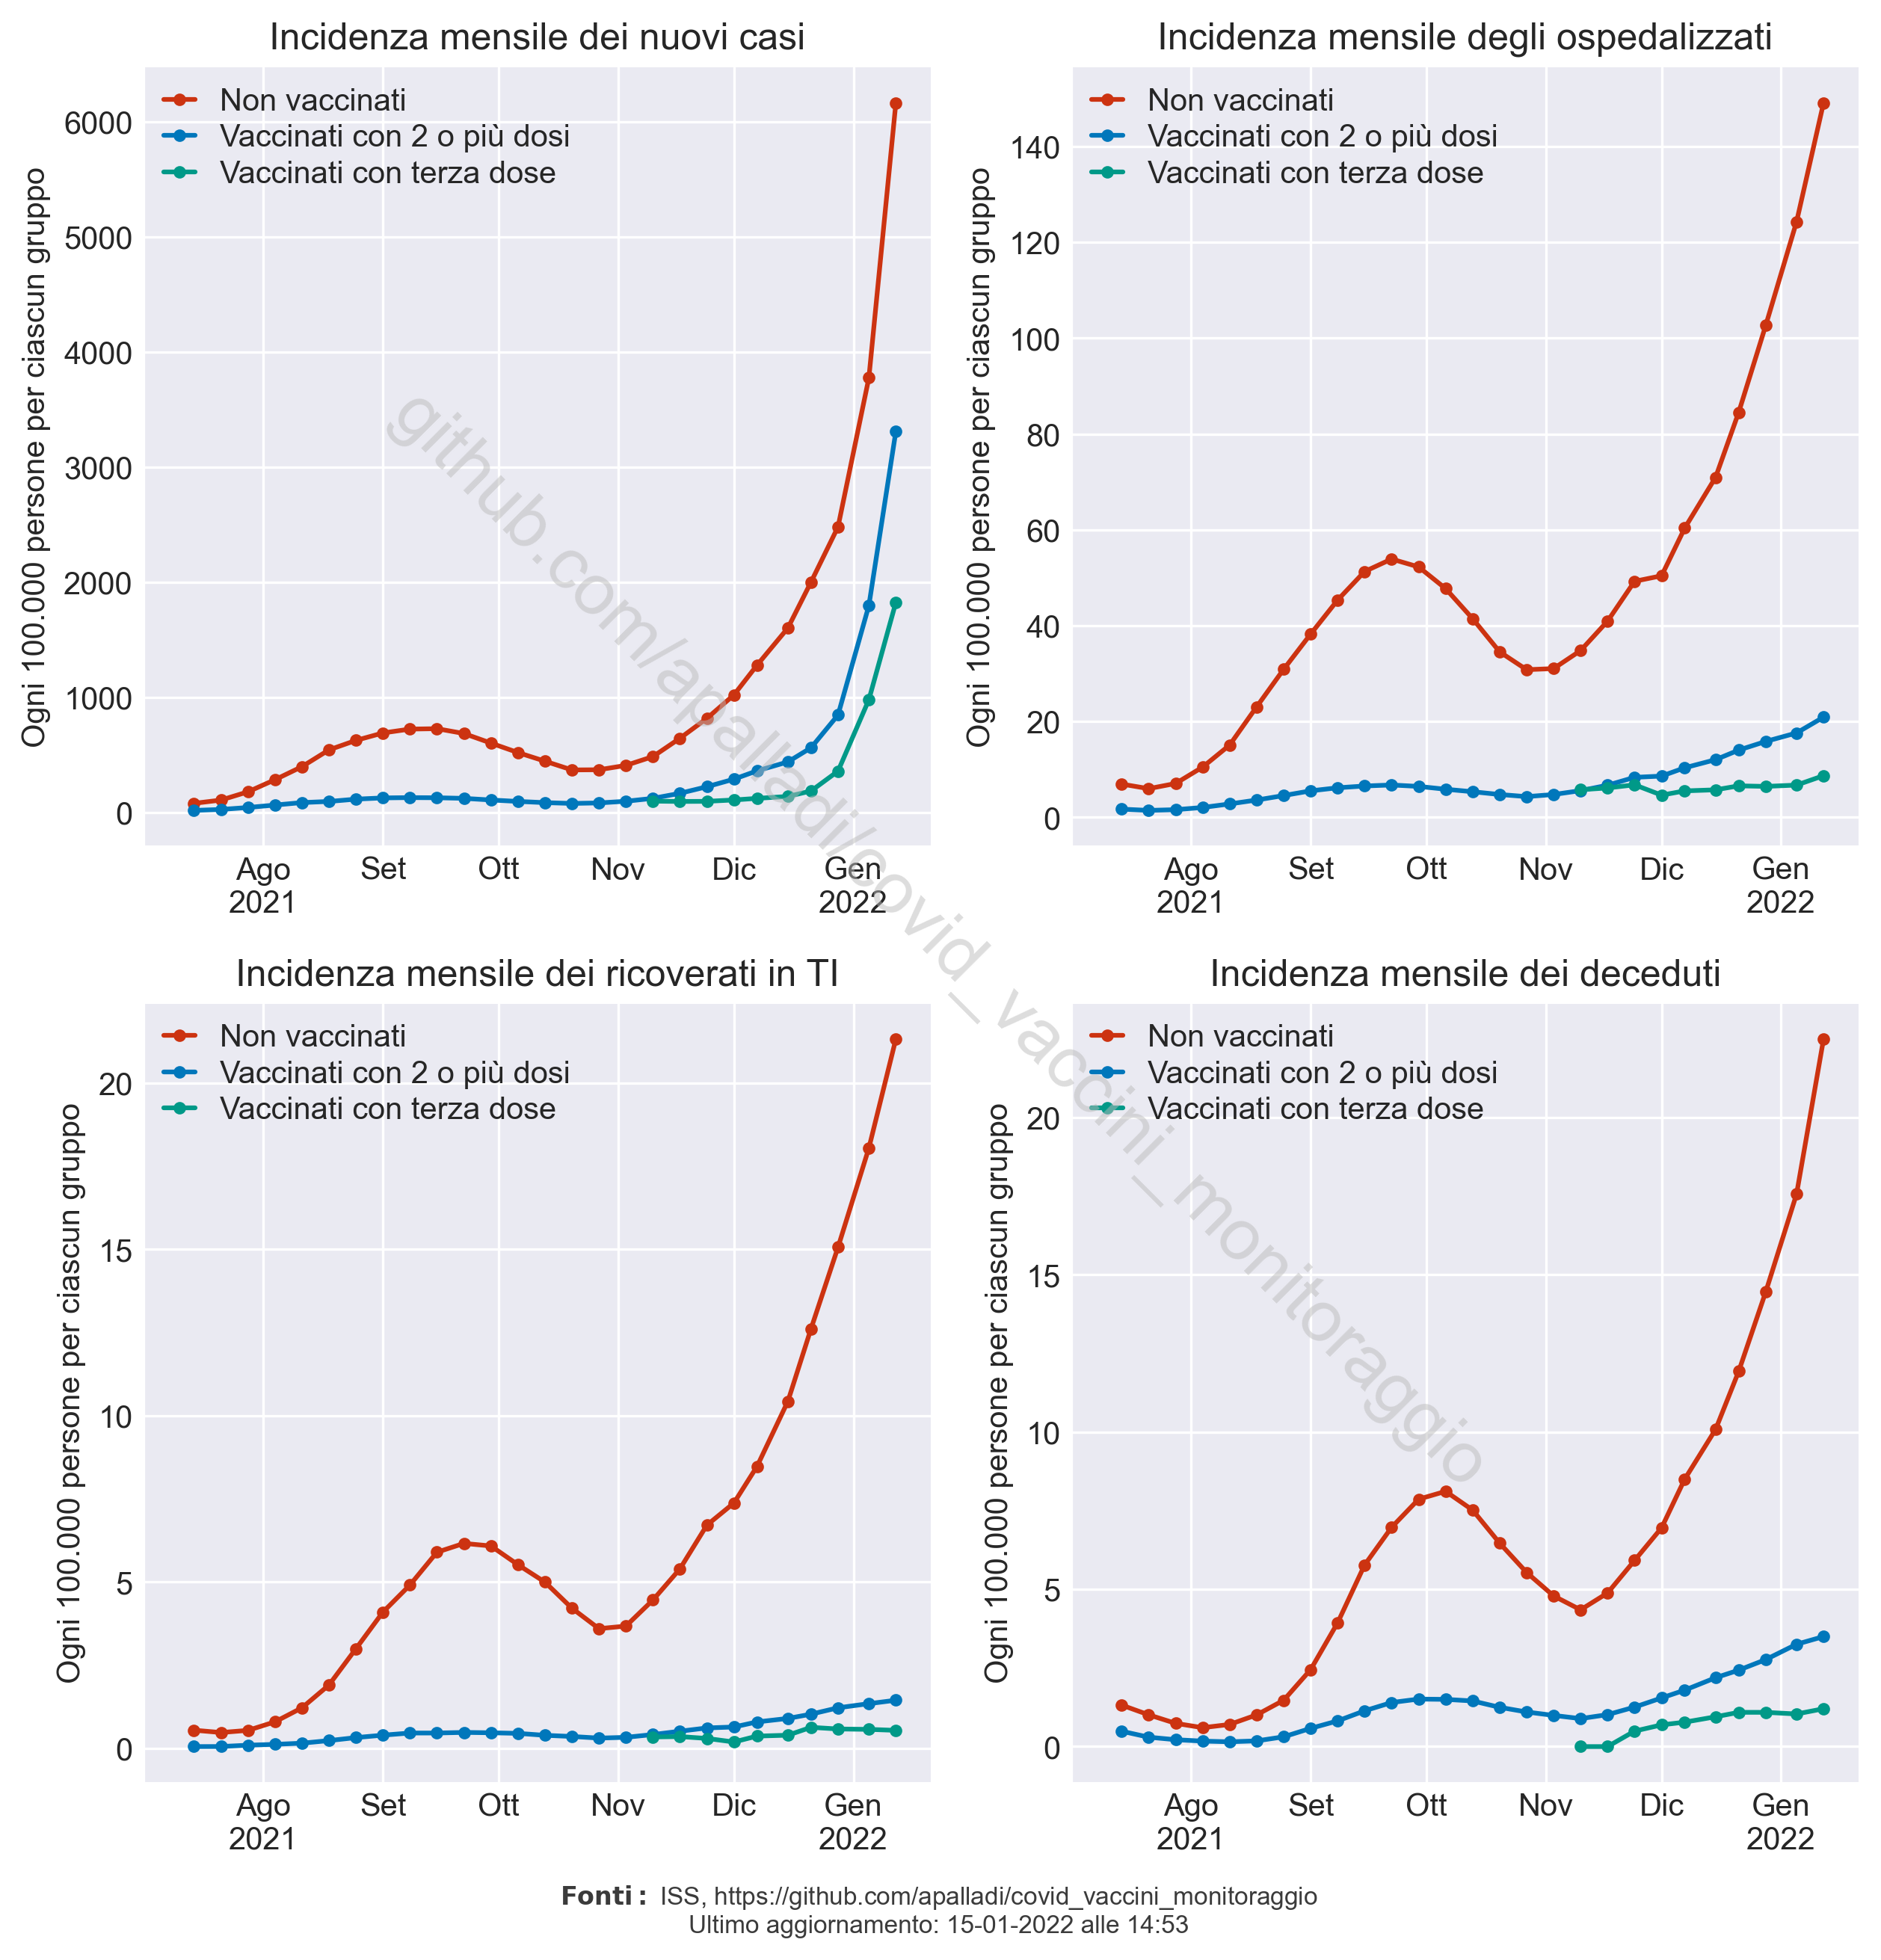 Incidenza mensile dei nuovi casi
Ogni 100.000 persone per ciascun gruppo
6000
5000
4000
3000
2000
1000
0
Non vaccinati
Vaccinati con 2 o più dosi
Vaccinati con terza dose
Ago
2021
Set
Ott
Nov
Dic
Gen
2022
Incidenza mensile degli ospedalizzati
Ogni 100.000 persone per ciascun gruppo
140
120
100
80
60
40
20
0
Non vaccinati
Vaccinati con 2 o più dosi
Vaccinati con terza dose
Ago
2021
Set
Ott
Nov
Dic
Gen
2022
Incidenza mensile dei ricoverati in TI
Ogni 100.000 persone per ciascun gruppo
20
15
10
5
0
Non vaccinati
Vaccinati con 2 o più dosi
Vaccinati con terza dose
Ago
2021
Set
Ott
Nov
Dic
Gen
2022
Incidenza mensile dei deceduti
Ogni 100.000 persone per ciascun gruppo
20
15
10
5
0
Non vaccinati
Vaccinati con 2 o più dosi
Vaccinati con terza dose
Ago
2021
Set
Ott
Nov
Dic
Gen
2022
github.com/apalladi/covid_vaccini_monitoraggio
Fonti: ISS, https://github.com/apalladi/covid_vaccini_monitoraggio
Ultimo aggiornamento: 15-01-2022 alle 14:53